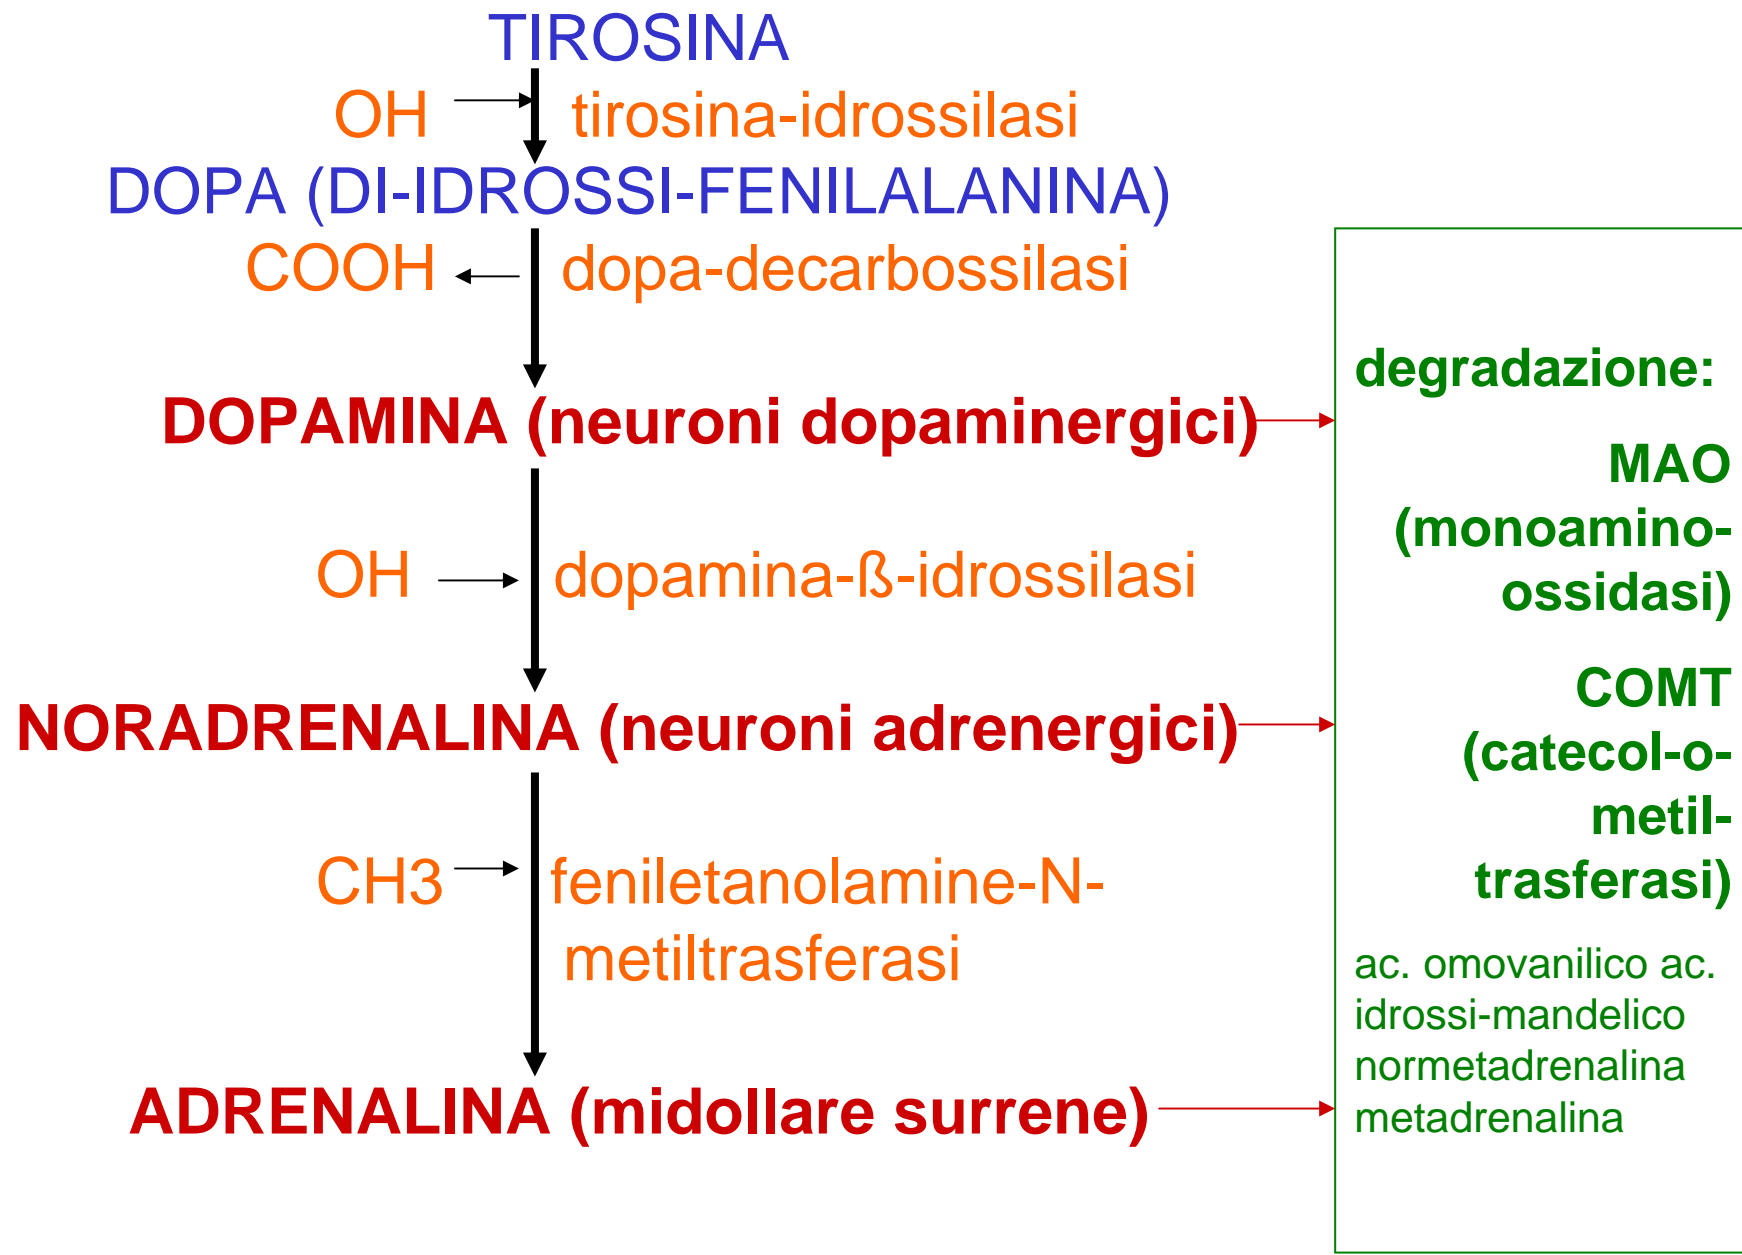 TIROSINA
OH tirosina-idrossilasi
DOPA (DI-IDROSSI-FENILALANINA)
COOH dopa-decarbossilasi
DOPAMINA (neuroni dopaminergici)
OH dopamina-ß-idrossilasi
NORADRENALINA (neuroni adrenergici)
CH3 feniletanolamine-N-
metiltrasferasi
ADRENALINA (midollare surrene)
degradazione:
MAO
(monoamino-
ossidasi)
COMT
(catecol-o-
metil-
trasferasi)
ac. omovanilico ac.
idrossi-mandelico
normetadrenalina
metadrenalina